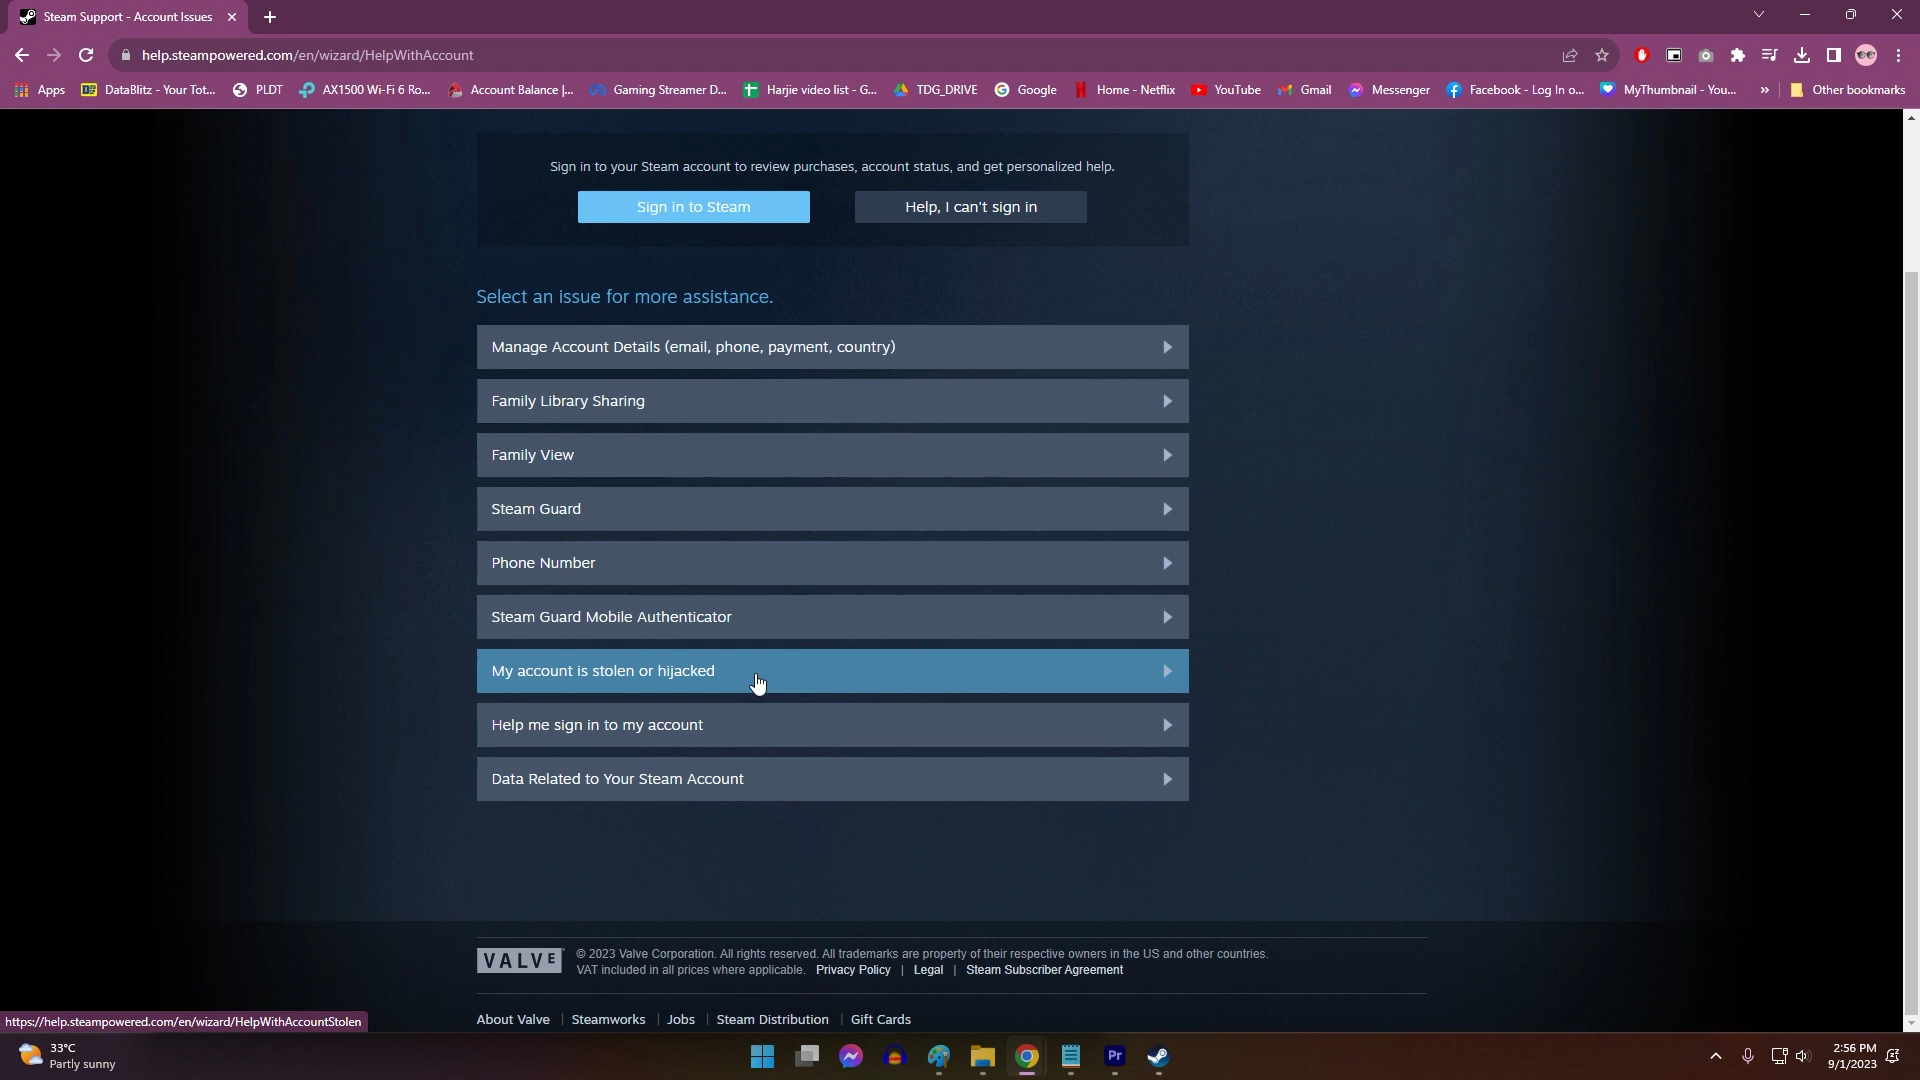 Steam Support - Account Issues
help.steampowered.com/en/wizard/HelpWithAccount
Apps
DataBlitz - Your Tot...
PLDT
AX1500 Wi-Fi 6 Ro...
Account Balance |...
Gaming Streamer D...
Harjie video list - G...
TDG_DRIVE
Google
Home - Netflix
YouTube
Gmail
Messenger
Facebook - Log In o...
MyThumbnail - You...
»
Other bookmarks
Sign in to your Steam account to review purchases, account status, and get personalized help.
Sign in to Steam
Help, I can't sign in
Select an issue for more assistance.
Manage Account Details (email, phone, payment, country)
Family Library Sharing
Family View
Steam Guard
Phone Number
Steam Guard Mobile Authenticator
My account is stolen or hijacked
Help me sign in to my account
Data Related to Your Steam Account
VALVE
© 2023 Valve Corporation. All rights reserved. All trademarks are property of their respective owners in the US and other countries.
VAT included in all prices where applicable. Privacy Policy | Legal | Steam Subscriber Agreement
About Valve | Steamworks | Jobs | Steam Distribution | Gift Cards
https://help.steampowered.com/en/wizard/HelpWithAccountStolen
33°C
Partly sunny
Pr
2:56 PM
9/1/2023